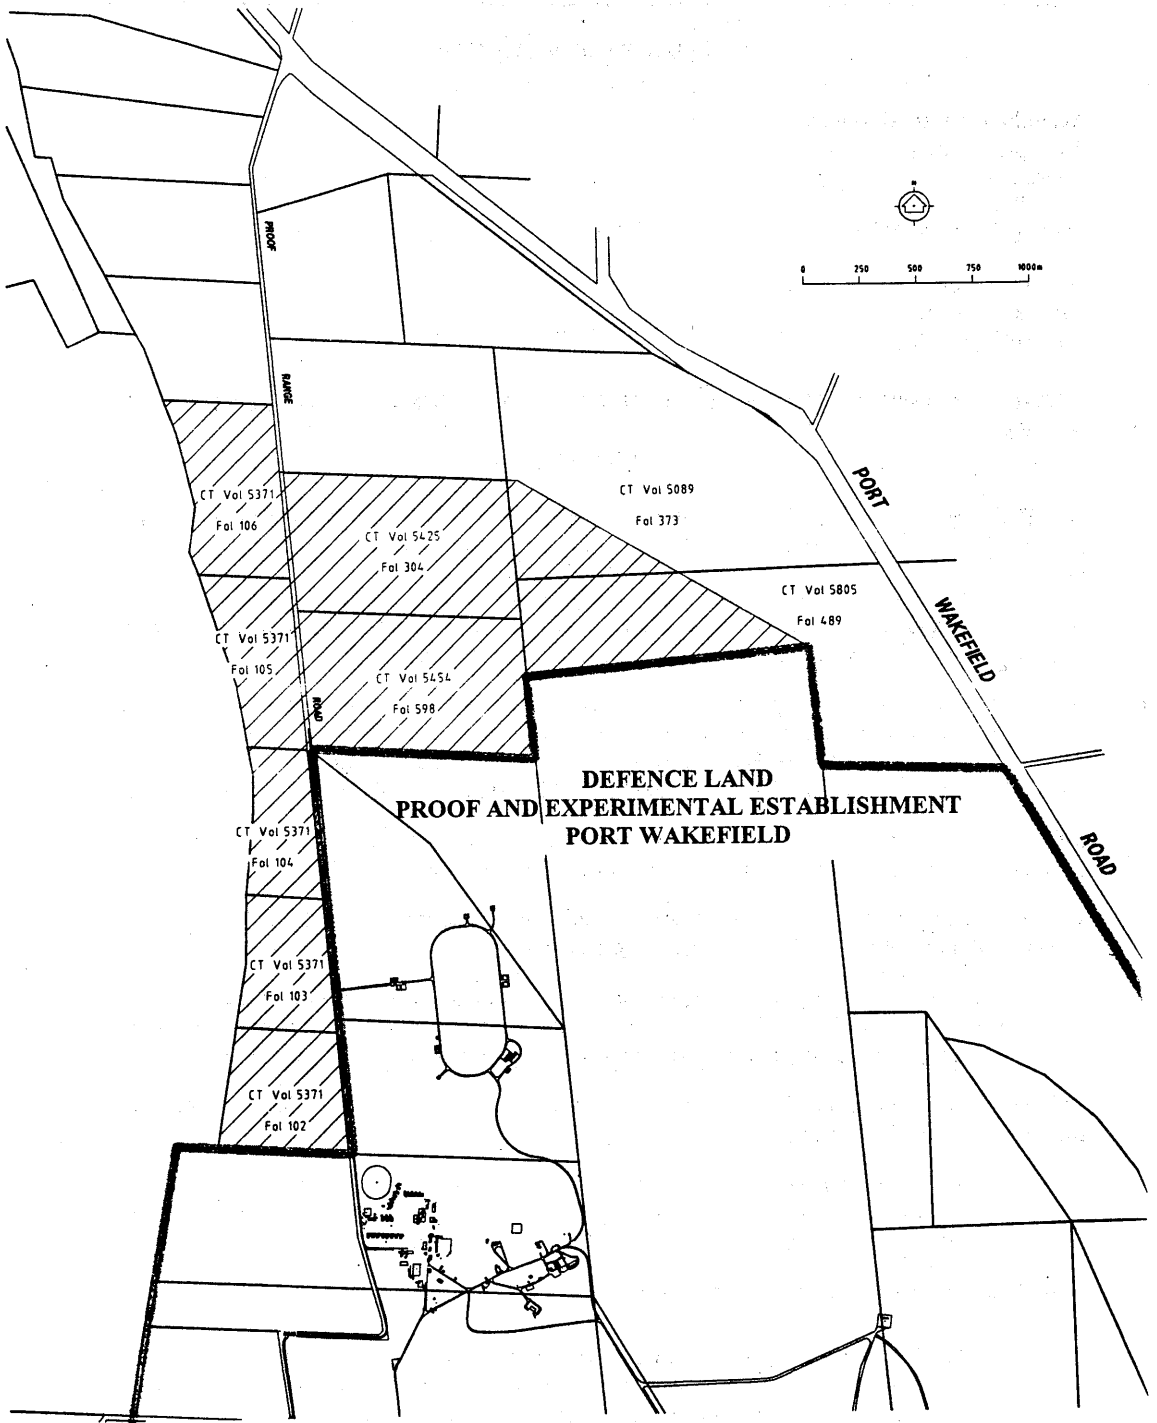 N
0 250 500 750 1000m
PROOF
RANGE
ROAD
PORT
WAKEFIELD
ROAD
CT Vol 5371
Fol 106
CT Vol 5425
Fol 304
CT Vol 5089
Fol 373
CT Vol 5805
Fol 489
CT Vol 5371
Fol 105
CT Vol 5454
Fol 598
DEFENCE LAND
PROOF AND EXPERIMENTAL ESTABLISHMENT
PORT WAKEFIELD
CT Vol 5371
Fol 104
CT Vol 5371
Fol 103
CT Vol 5371
Fol 102